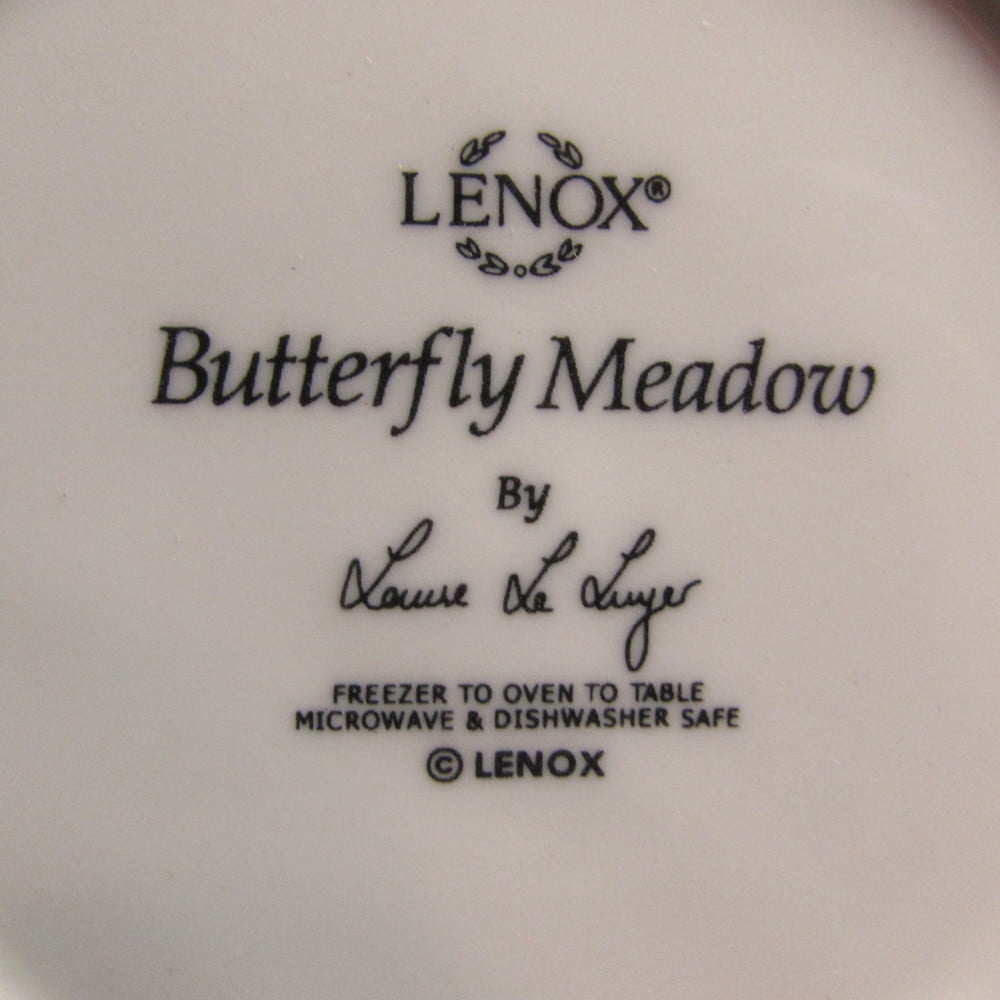 LENOX®
Butterfly Meadow
By
Louise Le Luyer
FREEZER TO OVEN TO TABLE
MICROWAVE & DISHWASHER SAFE
© LENOX